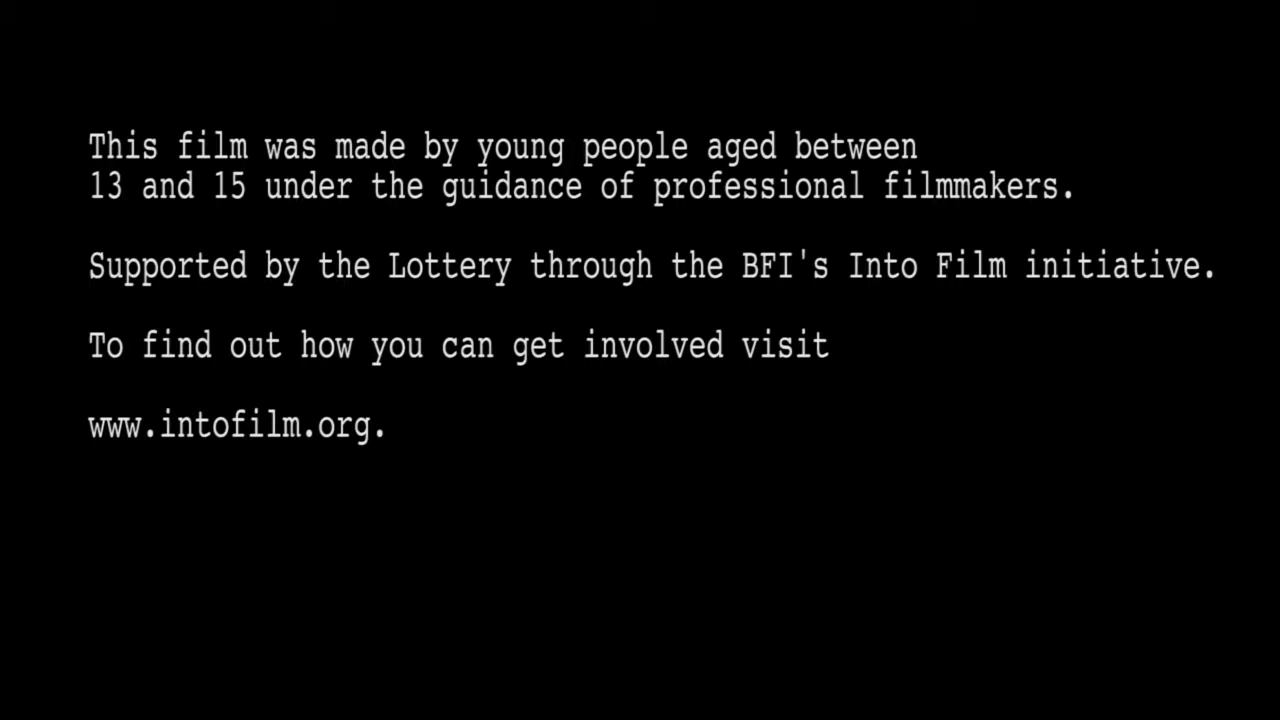 This film was made by young people aged between
13 and 15 under the guidance of professional filmmakers.
Supported by the Lottery through the BFI's Into Film initiative.
To find out how you can get involved visit
www.intofilm.org.